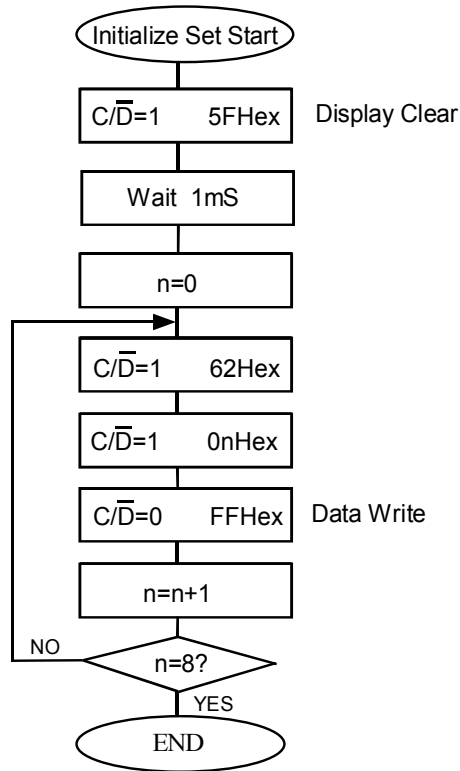 Initialize Set Start
C/D̅=1 5FHex Display Clear
Wait 1mS
n=0
C/D̅=1 62Hex
C/D̅=1 0nHex
C/D̅=0 FFHex Data Write
n=n+1
NO
n=8?
YES
END